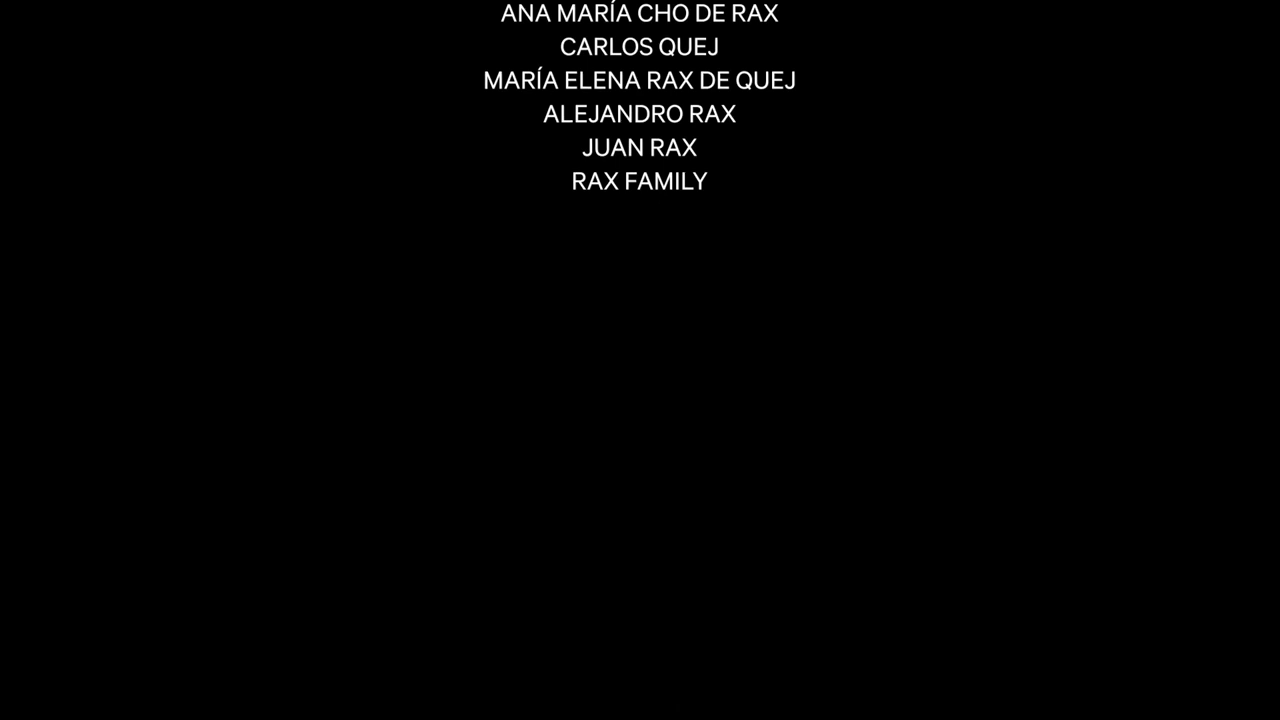 ANA MARÍA CHO DE RAX
CARLOS QUEJ
MARÍA ELENA RAX DE QUEJ
ALEJANDRO RAX
JUAN RAX
RAX FAMILY